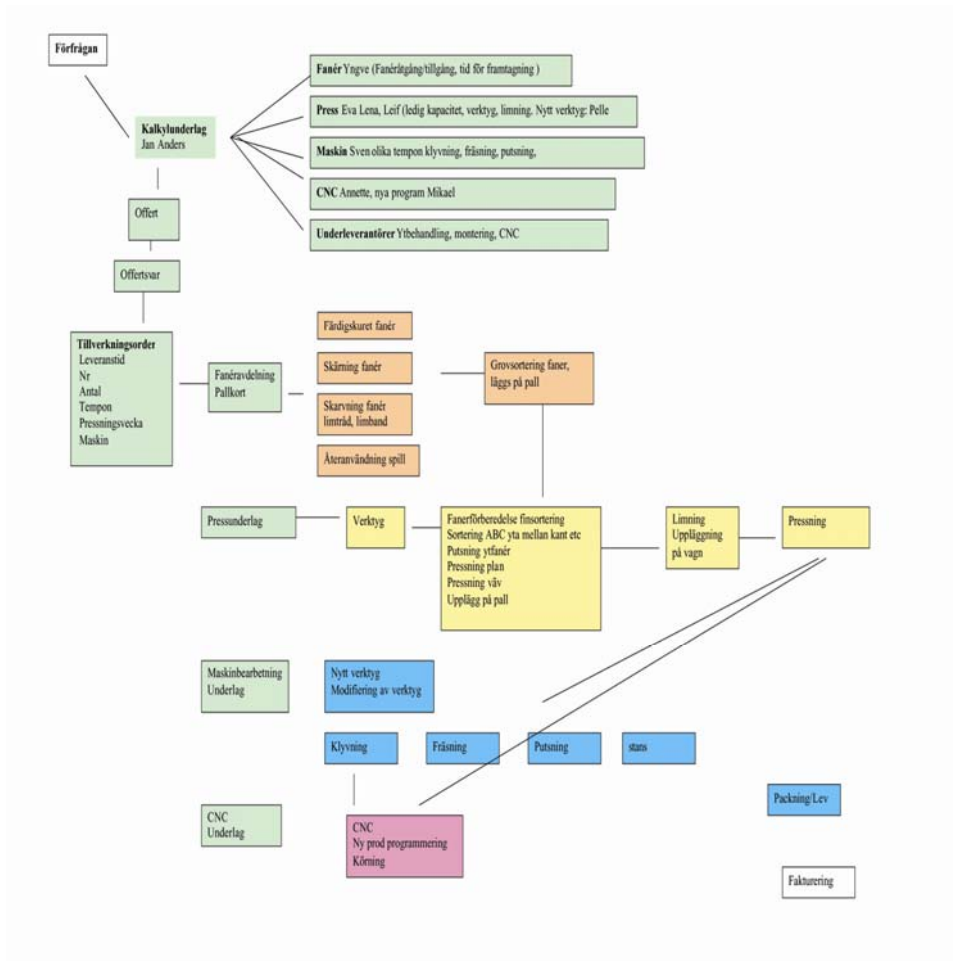 Förfrågan
Kalkylunderlag
Jan Anders
Fanér Yngve (Fanéråtgång/tillgång, tid för framtagning )
Press Eva Lena, Leif (ledig kapacitet, verktyg, limning. Nytt verktyg: Pelle
Maskin Sven olika tempon klyvning, fräsning, putsning,
CNC Annette, nya program Mikael
Underleverantörer Ytbehandling, montering, CNC
Offert
Offertsvar
Tillverkningsorder
Leveranstid
Nr
Antal
Tempon
Pressningsvecka
Maskin
Fanéravdelning
Pallkort
Färdigskuret fanér
Skärning fanér
Skarvning fanér
limtråd, limband
Återanvändning spill
Grovsortering faner,
läggs på pall
Pressunderlag
Verktyg
Fanerförberedelse finsortering
Sortering ABC yta mellan kant etc
Putsning ytfanér
Pressning plan
Pressning väv
Upplägg på pall
Limning
Uppläggning
på vagn
Pressning
Maskinbearbetning
Underlag
Nytt verktyg
Modifiering av verktyg
Klyvning
Fräsning
Putsning
stans
Packning/Lev
CNC
Underlag
CNC
Ny prod programmering
Körning
Fakturering